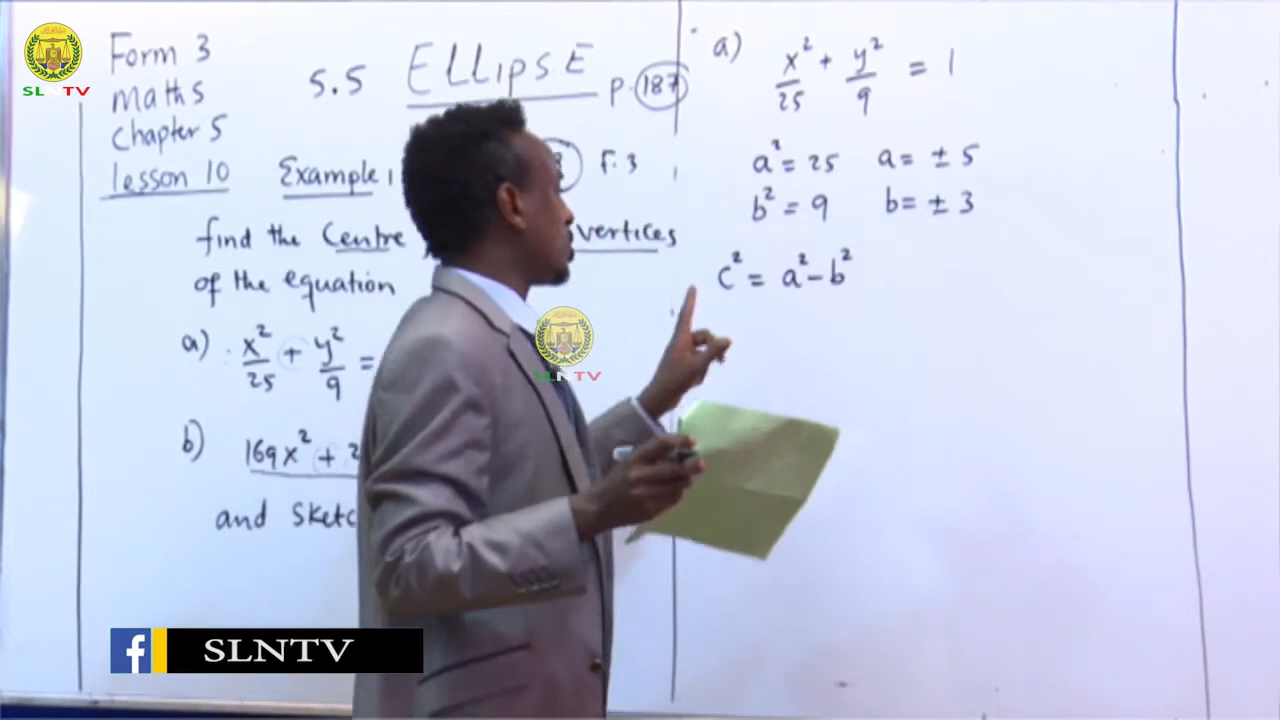 SLNTV
Form 3
Maths
Chapter 5
lesson 10
5.5 ELLIPSE p. 187
Example 1 F.3
find the Centre vertices
of the equation
a) x²/25 + y²/9 =
b) 169x² + 2
and sketc
a) x²/25 + y²/9 = 1
a² = 25 a = ± 5
b² = 9 b = ± 3
c² = a² - b²
SLNTV
f SLNTV